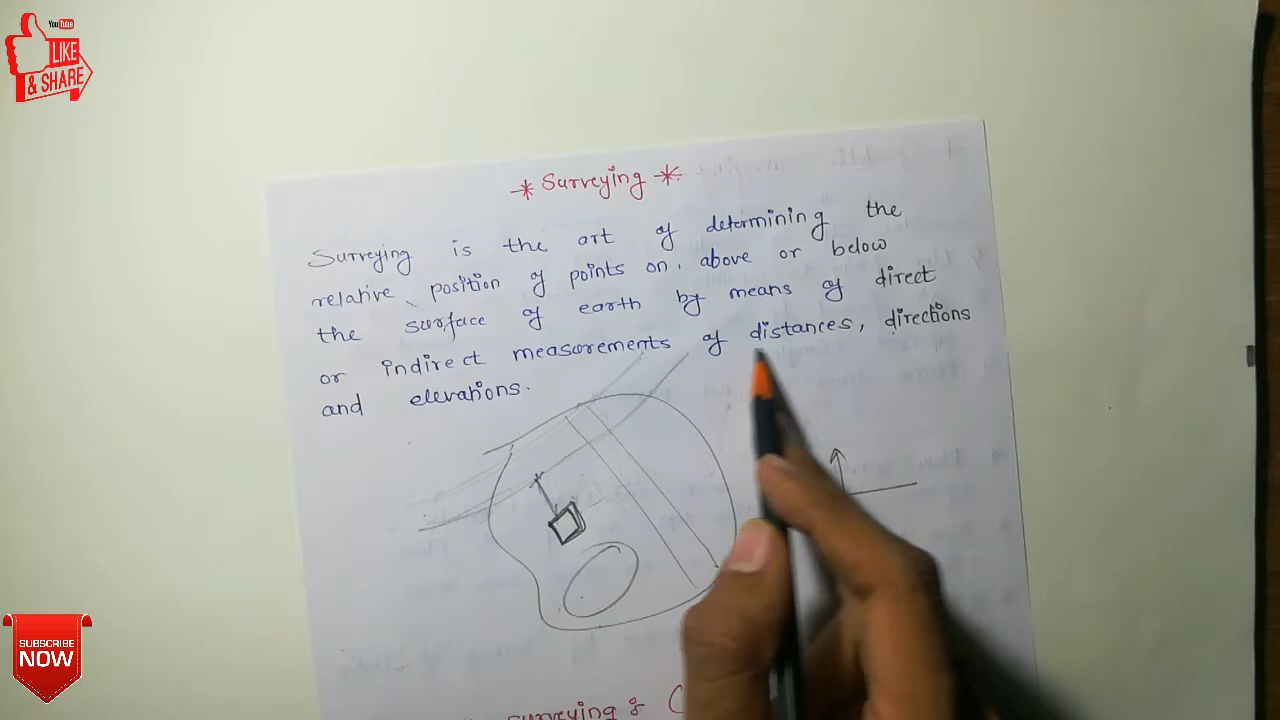 YouTube
LIKE
& SHARE
* Surveying *
Surveying is the art of determining the
relative position of points on, above or below
the surface of earth by means of direct
or indirect measurements of distances, directions
and elevations.
SUBSCRIBE
NOW
surveying :